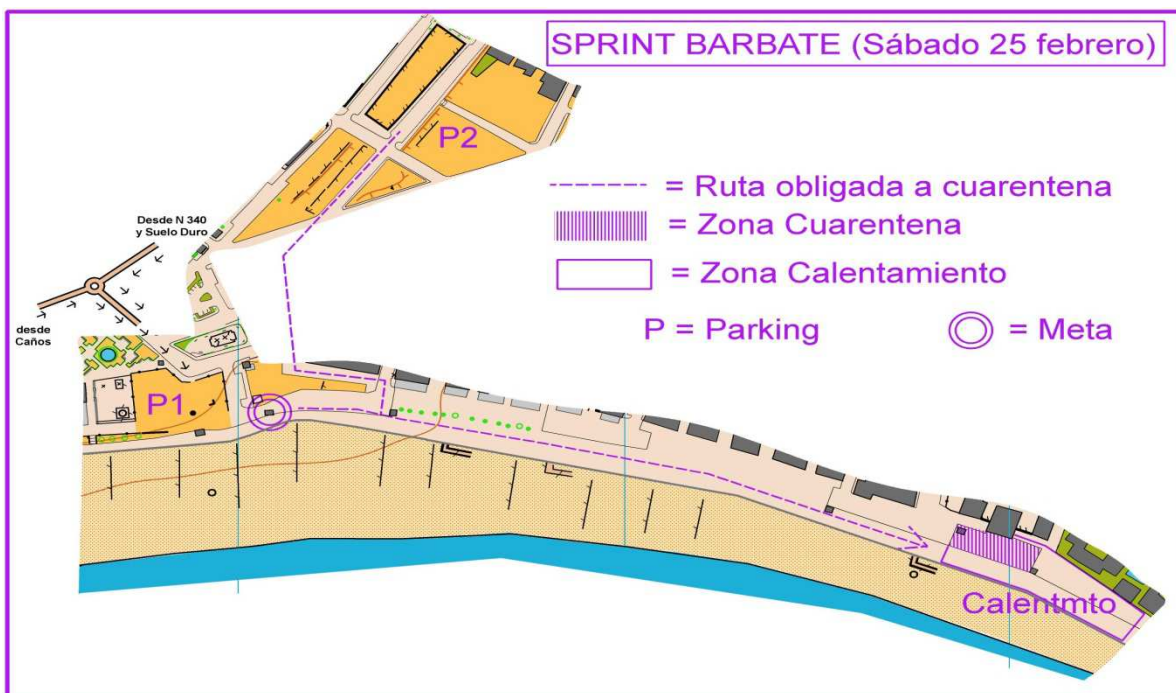 SPRINT BARBATE (Sábado 25 febrero)
P2
= Ruta obligada a cuarentena
Desde N 340
y Suelo Duro
= Zona Cuarentena
= Zona Calentamiento
desde
Caños
P = Parking
= Meta
P1
Calentmto